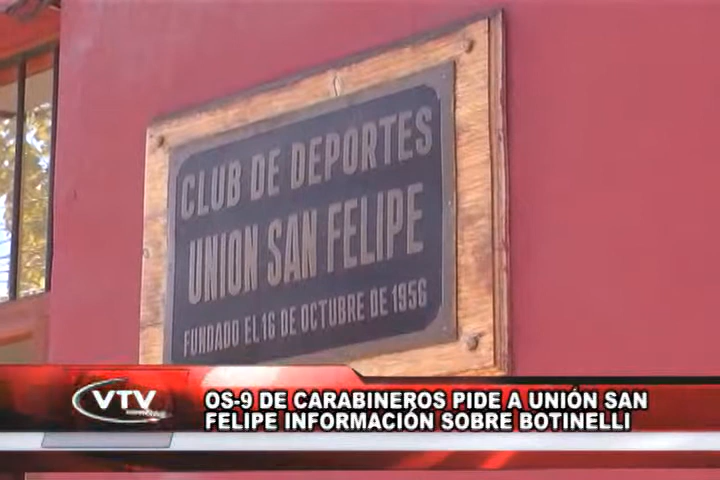 CLUB DE DEPORTES
UNION SAN FELIPE
FUNDADO EL 16 DE OCTUBRE DE 1956
VTV
OS-9 DE CARABINEROS PIDE A UNIÓN SAN
FELIPE INFORMACIÓN SOBRE BOTINELLI